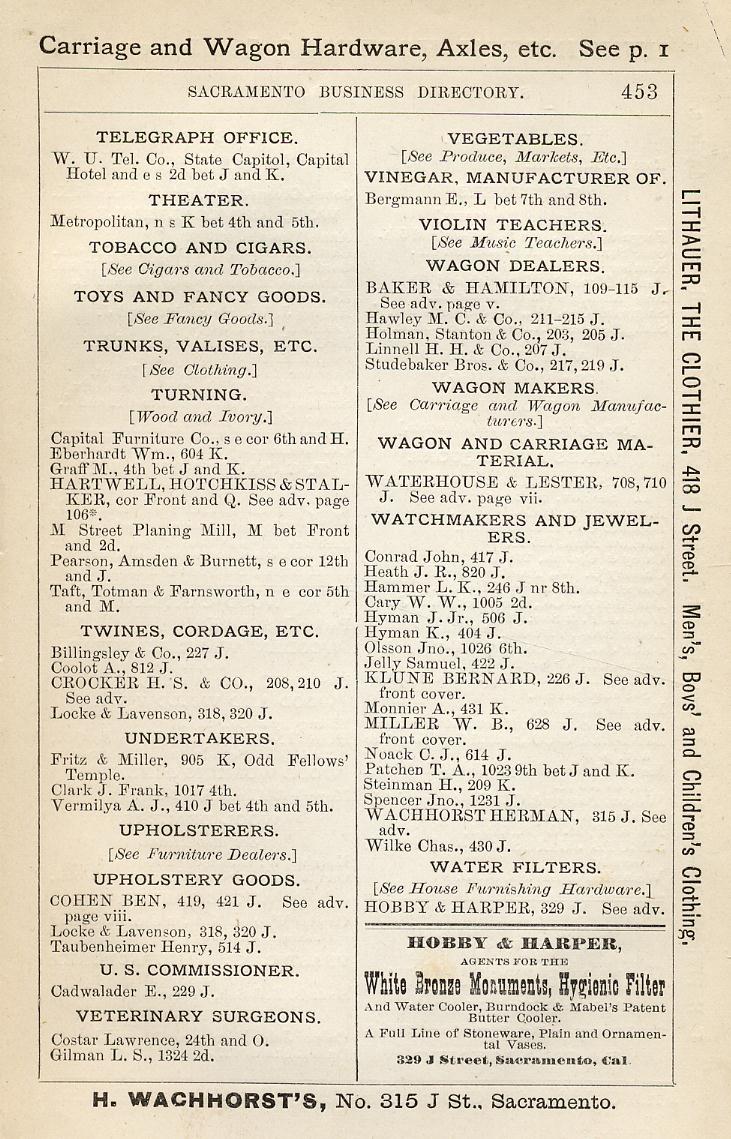 Carriage and Wagon Hardware, Axles, etc. See p. 1
SACRAMENTO BUSINESS DIRECTORY. 453
TELEGRAPH OFFICE.
W. U. Tel. Co., State Capitol, Capital
Hotel and e s 2d bet J and K.
THEATER.
Metropolitan, n s K bet 4th and 5th.
TOBACCO AND CIGARS.
[See Cigars and Tobacco.]
TOYS AND FANCY GOODS.
[See Fancy Goods.]
TRUNKS, VALISES, ETC.
[See Clothing.]
TURNING.
[Wood and Ivory.]
Capital Furniture Co., s e cor 6th and H.
Eberhardt Wm., 604 K.
Graff M., 4th bet J and K.
HARTWELL, HOTCHKISS & STAL-
KER, cor Front and Q. See adv. page
106*.
M Street Planing Mill, M bet Front
and 2d.
Pearson, Amsden & Burnett, s e cor 12th
and J.
Taft, Totman & Farnsworth, n e cor 5th
and M.
TWINES, CORDAGE, ETC.
Billingsley & Co., 227 J.
Coolot A., 812 J.
CROCKER H. S. & CO., 208, 210 J.
See adv.
Locke & Lavenson, 318, 320 J.
UNDERTAKERS.
Fritz & Miller, 905 K, Odd Fellows'
Temple.
Clark J. Frank, 1017 4th.
Vermilya A. J., 410 J bet 4th and 5th.
UPHOLSTERERS.
[See Furniture Dealers.]
UPHOLSTERY GOODS.
COHEN BEN, 419, 421 J. See adv.
page viii.
Locke & Lavenson, 318, 320 J.
Taubenheimer Henry, 514 J.
U. S. COMMISSIONER.
Cadwalader E., 229 J.
VETERINARY SURGEONS.
Costar Lawrence, 24th and O.
Gilman L. S., 1324 2d.
VEGETABLES.
[See Produce, Markets, Etc.]
VINEGAR, MANUFACTURER OF.
Bergmann E., L bet 7th and 8th.
VIOLIN TEACHERS.
[See Music Teachers.]
WAGON DEALERS.
BAKER & HAMILTON, 109-115 J.
See adv. page v.
Hawley M. C. & Co., 211-215 J.
Holman, Stanton & Co., 203, 205 J.
Linnell H. H. & Co., 207 J.
Studebaker Bros. & Co., 217, 219 J.
WAGON MAKERS.
[See Carriage and Wagon Manufac-
turers.]
WAGON AND CARRIAGE MA-
TERIAL.
WATERHOUSE & LESTER, 708, 710
J. See adv. page vii.
WATCHMAKERS AND JEWEL-
ERS.
Conrad John, 417 J.
Heath J. R., 820 J.
Hammer L. K., 246 J nr 8th.
Cary W. W., 1005 2d.
Hyman J. Jr., 506 J.
Hyman K., 404 J.
Olsson Jno., 1026 6th.
Jelly Samuel, 422 J.
KLUNE BERNARD, 226 J. See adv.
front cover.
Monnier A., 431 K.
MILLER W. B., 628 J. See adv.
front cover.
Noack C. J., 614 J.
Patchen T. A., 1023 9th bet J and K.
Steinman H., 209 K.
Spencer Jno., 1231 J.
WACHHORST HERMAN, 315 J. See
adv.
Wilke Chas., 430 J.
WATER FILTERS.
[See House Furnishing Hardware.]
HOBBY & HARPER, 329 J. See adv.
HOBBY & HARPER,
AGENTS FOR THE
White Bronze Monuments, Hygienic Filter
And Water Cooler, Burndock & Mabel's Patent
Butter Cooler.
A Full Line of Stoneware, Plain and Ornamen-
tal Vases.
329 J Street, Sacramento, Cal.
LITHAUER, THE CLOTHIER, 418 J Street. Men's, Boys' and Children's Clothing.
H. WACHHORST'S, No. 315 J St., Sacramento.